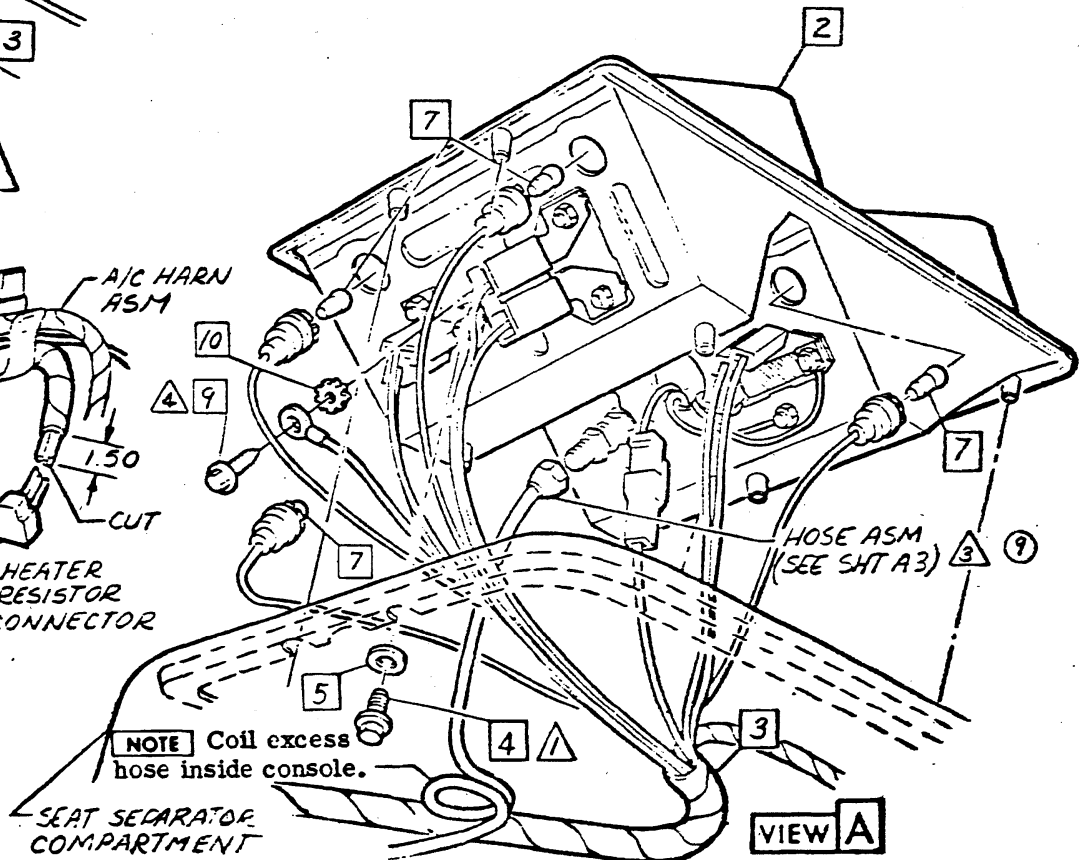 3
2
7
A/C HARN
ASM
10
4 9
1.50
7
CUT
HOSE ASM
(SEE SHT A3) 3 9
HEATER
RESISTOR
CONNECTOR
7
5
NOTE Coil excess
hose inside console.
4 1
3
SEAT SEPARATOR
COMPARTMENT
VIEW A